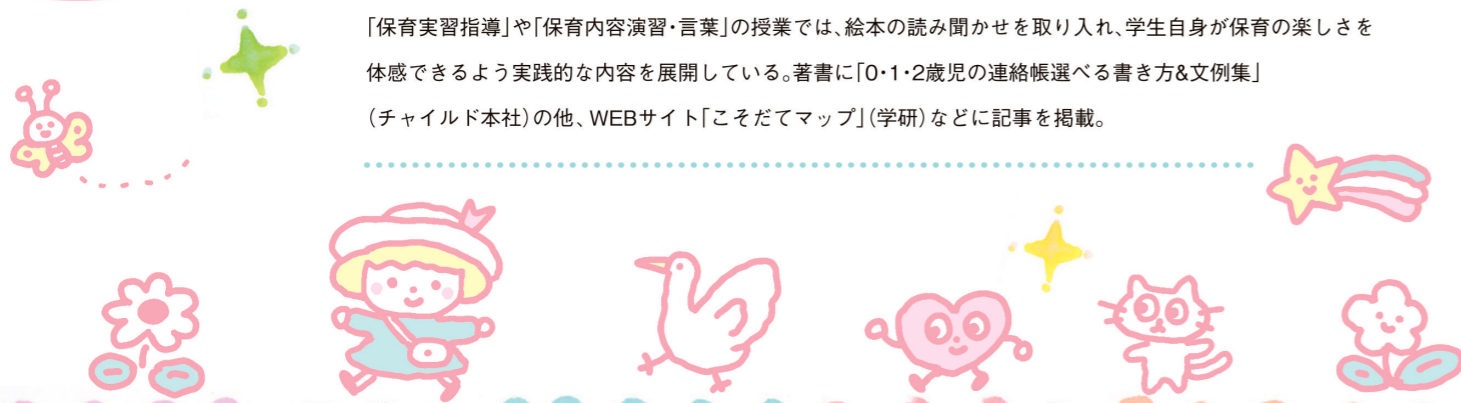 「保育実習指導」や「保育内容演習・言葉」の授業では、絵本の読み聞かせを取り入れ、学生自身が保育の楽しさを
体感できるよう実践的な内容を展開している。著書に「0・1・2歳児の連絡帳選べる書き方&文例集」
（チャイルド本社）の他、WEBサイト「こそだてマップ」（学研）などに記事を掲載。